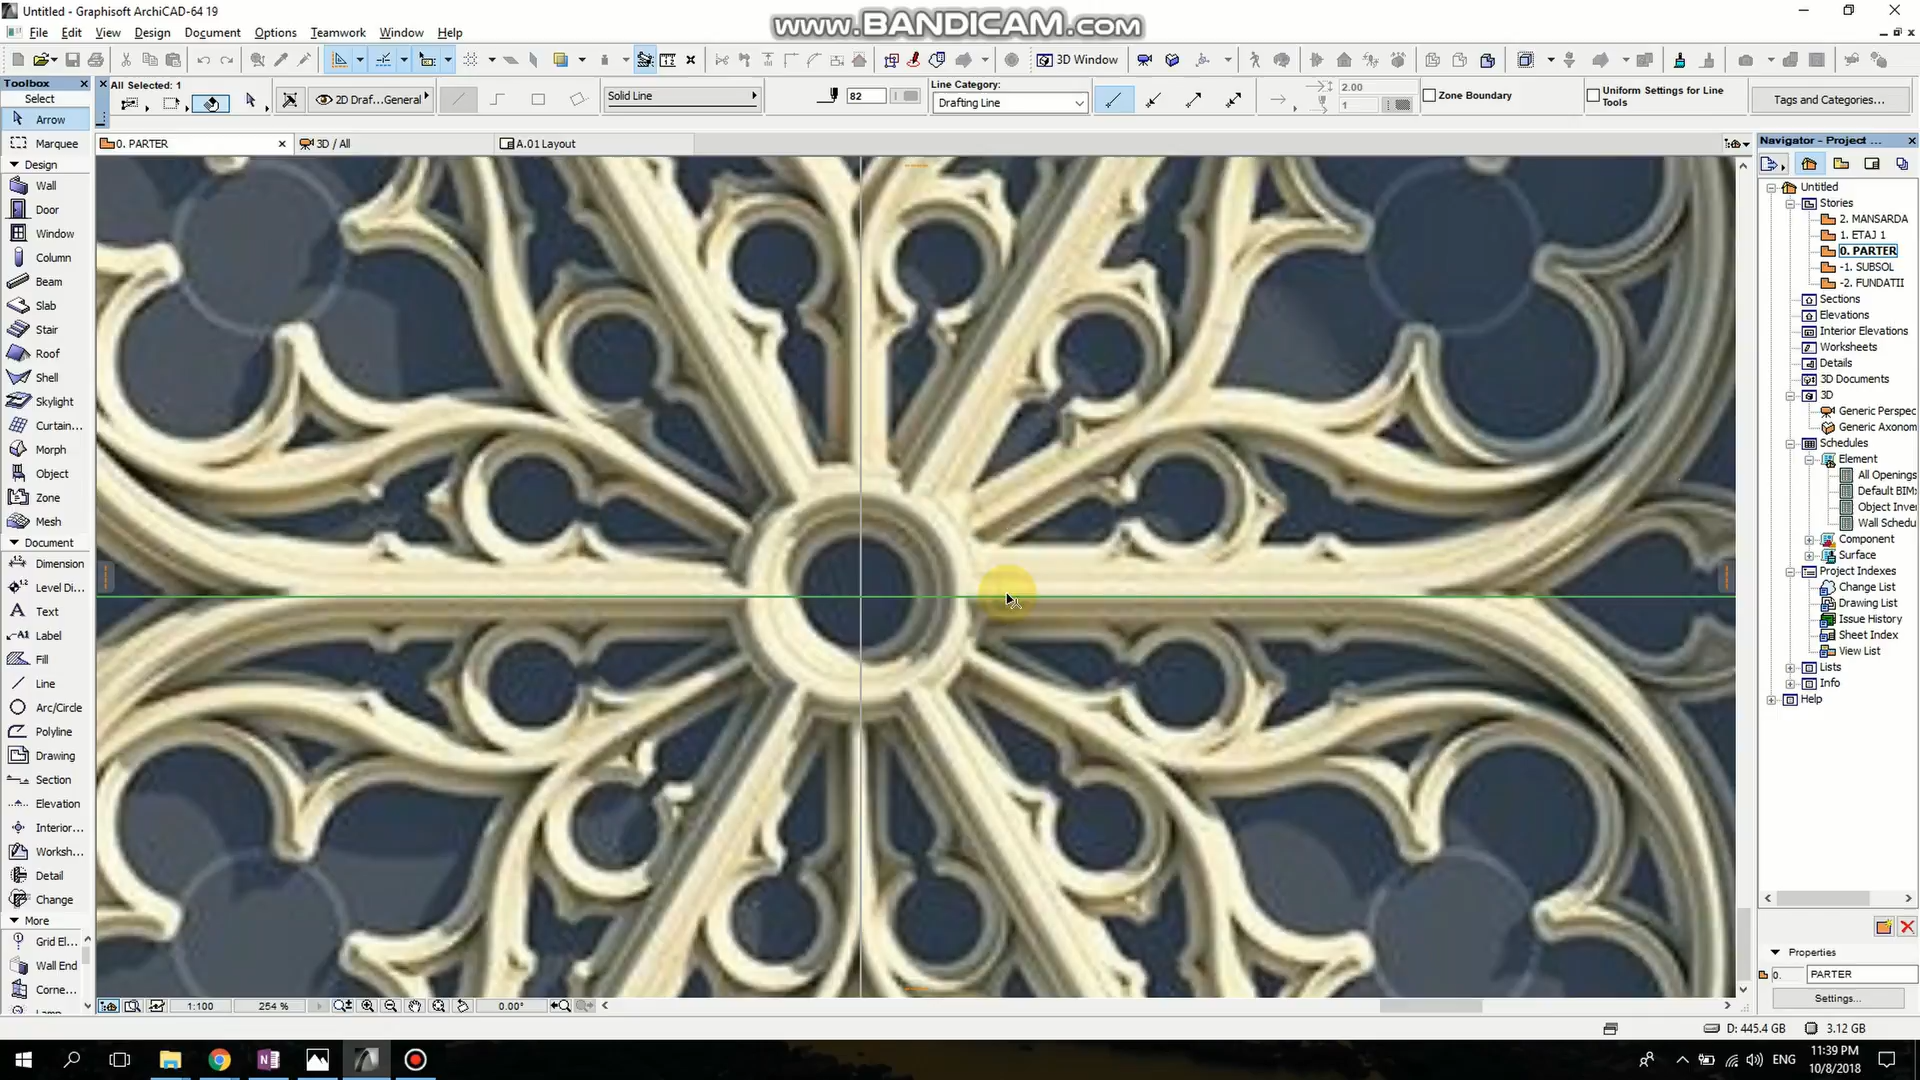 Untitled - Graphisoft ArchiCAD-64 19
www.BANDICAM.com
File Edit View Design Document Options Teamwork Window Help
3D Window
Toolbox
Select
Arrow
Marquee
Design
Wall
Door
Window
Column
Beam
Slab
Stair
Roof
Shell
Skylight
Curtain...
Morph
Object
Zone
Mesh
Document
Dimension
Level Di...
Text
Label
Fill
Line
Arc/Circle
Polyline
Drawing
Section
Elevation
Interior...
Worksh...
Detail
Change
More
Grid El...
Wall End
Corne...
All Selected: 1
2D Draf...General
Solid Line
82
Line Category:
Drafting Line
2.00
1
Zone Boundary
Uniform Settings for Line Tools
Tags and Categories...
0. PARTER
3D / All
A.01 Layout
Navigator - Project ...
Untitled
Stories
2. MANSARDA
1. ETAJ 1
0. PARTER
-1. SUBSOL
-2. FUNDATII
Sections
Elevations
Interior Elevations
Worksheets
Details
3D Documents
3D
Generic Perspec
Generic Axonom
Schedules
Element
All Openings
Default BIMx
Object Inver
Wall Schedu
Component
Surface
Project Indexes
Change List
Drawing List
Issue History
Sheet Index
View List
Lists
Info
Help
Properties
0.
PARTER
Settings...
1:100
254 %
0.00°
D: 445.4 GB
3.12 GB
ENG
11:39 PM
10/8/2018